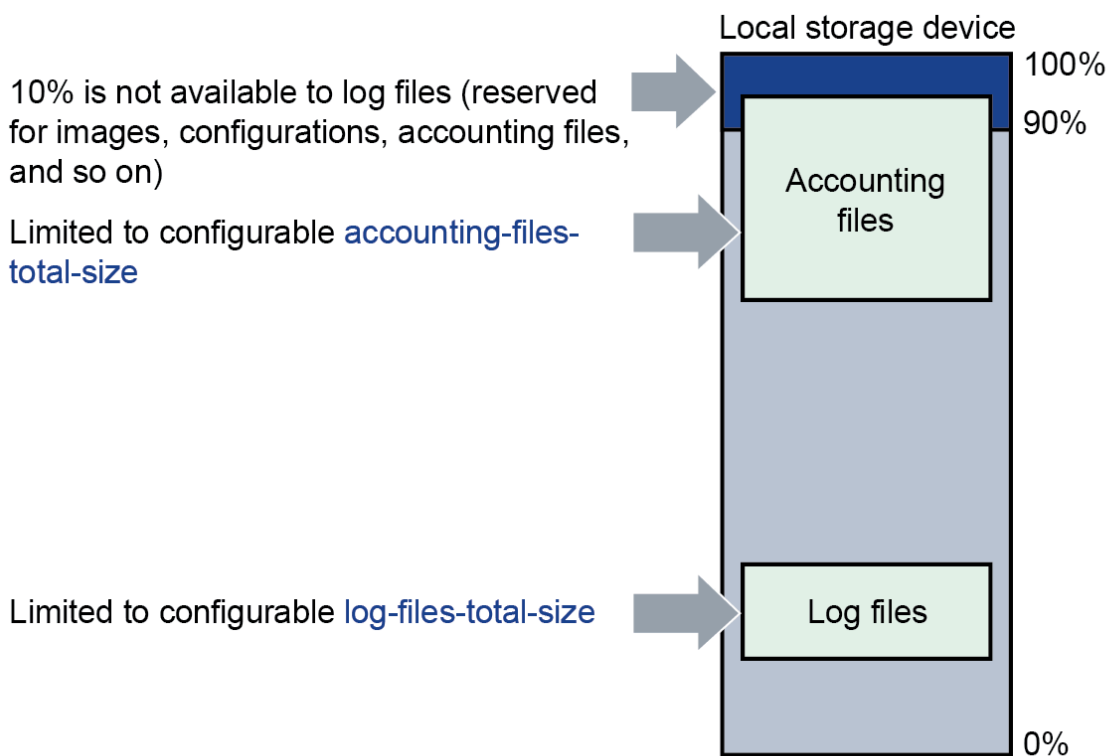 Local storage device
100%
10% is not available to log files (reserved
for images, configurations, accounting files,
and so on)
90%
Accounting
files
Limited to configurable accounting-files-
total-size
Limited to configurable log-files-total-size
Log files
0%